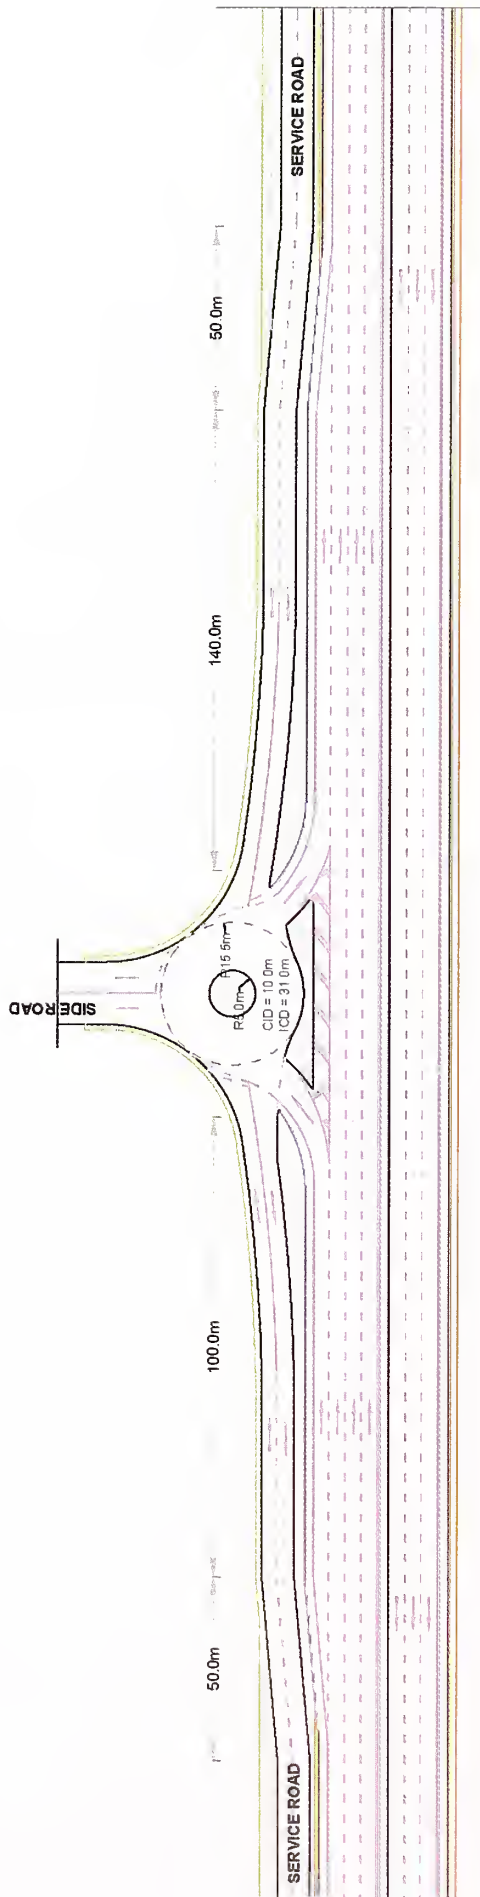 SERVICE ROAD
50.0m
140.0m
SIDE ROAD
R15.5m
R5.0m
CID = 10.0m
ICD = 31.0m
100.0m
50.0m
SERVICE ROAD